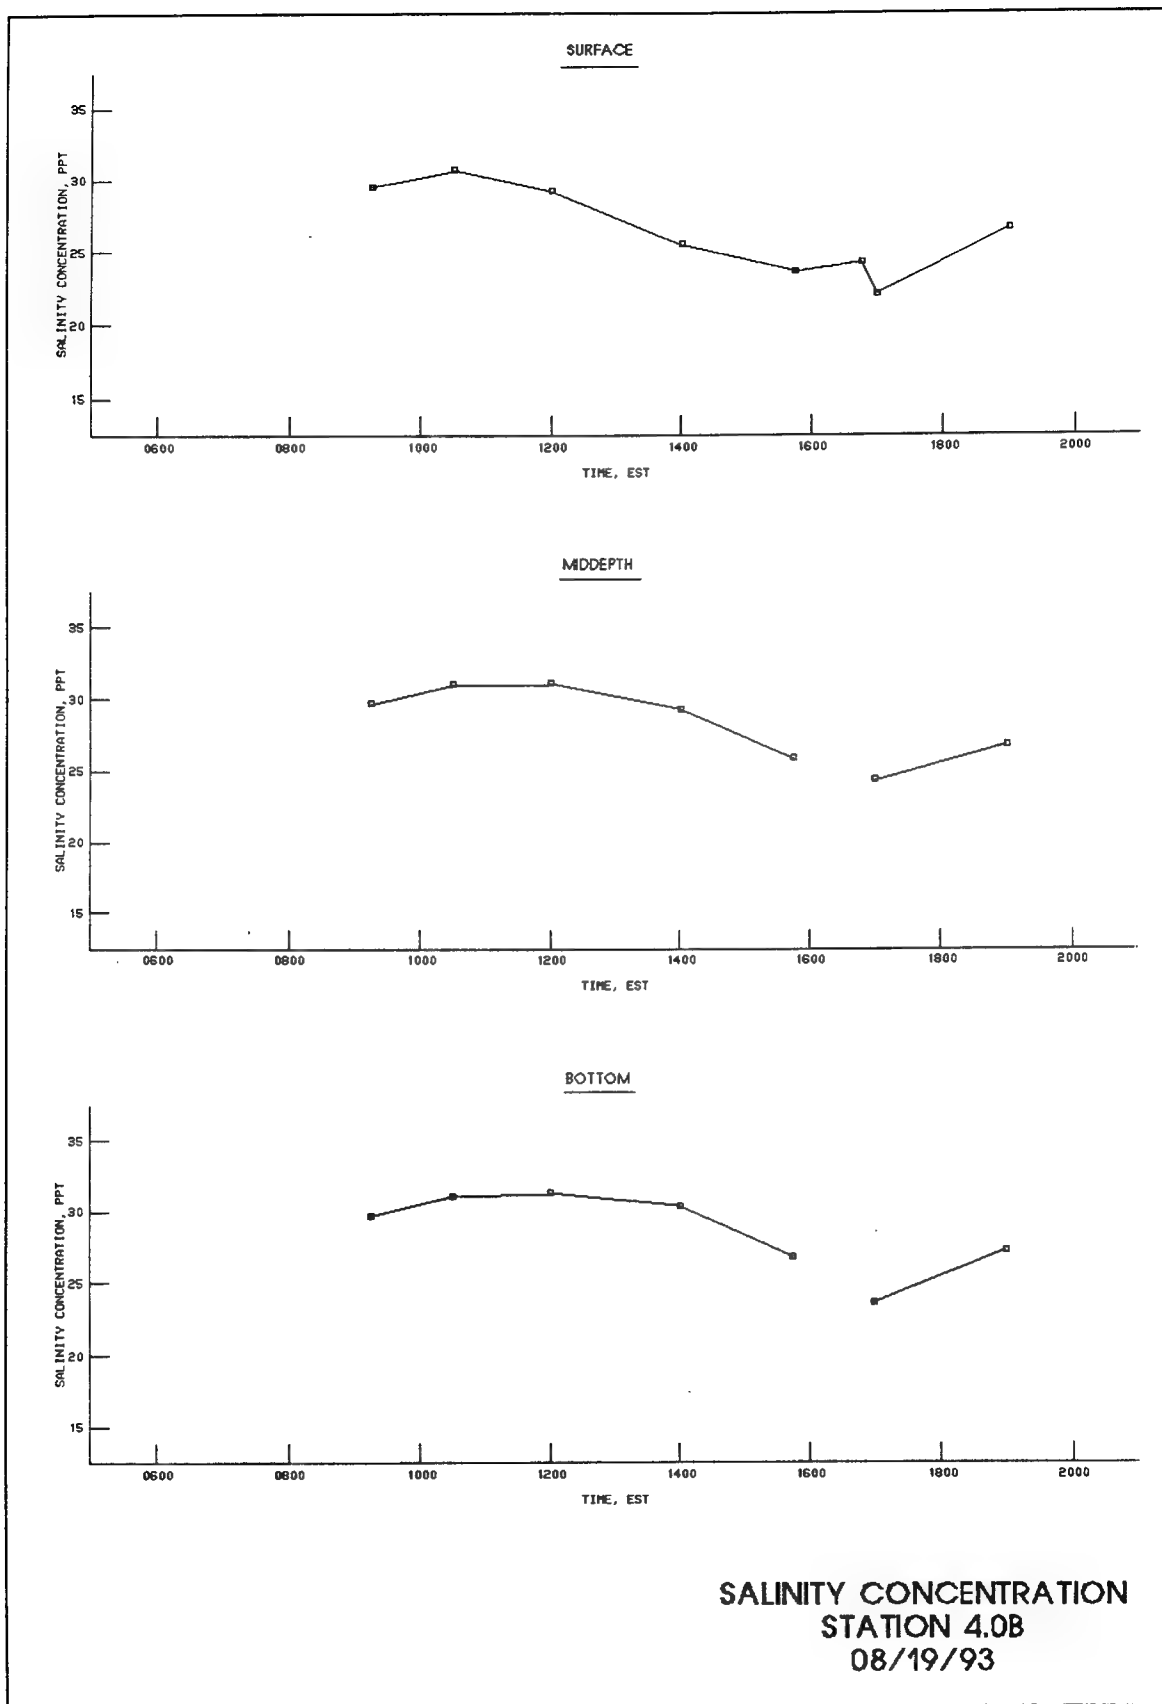 SURFACE
SALINITY CONCENTRATION, PPT
35
30
25
20
15
0600 0800 1000 1200 1400 1600 1800 2000
TIME, EST
MIDDEPTH
SALINITY CONCENTRATION, PPT
35
30
25
20
15
0600 0800 1000 1200 1400 1600 1800 2000
TIME, EST
BOTTOM
SALINITY CONCENTRATION, PPT
35
30
25
20
15
0600 0800 1000 1200 1400 1600 1800 2000
TIME, EST
SALINITY CONCENTRATION
STATION 4.0B
08/19/93